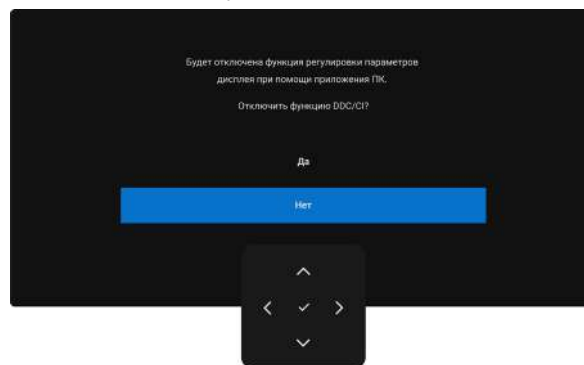 Будет отключена функция регулировки параметров
дисплея при помощи приложения ПК.
Отключить функцию DDC/CI?
Да
Нет